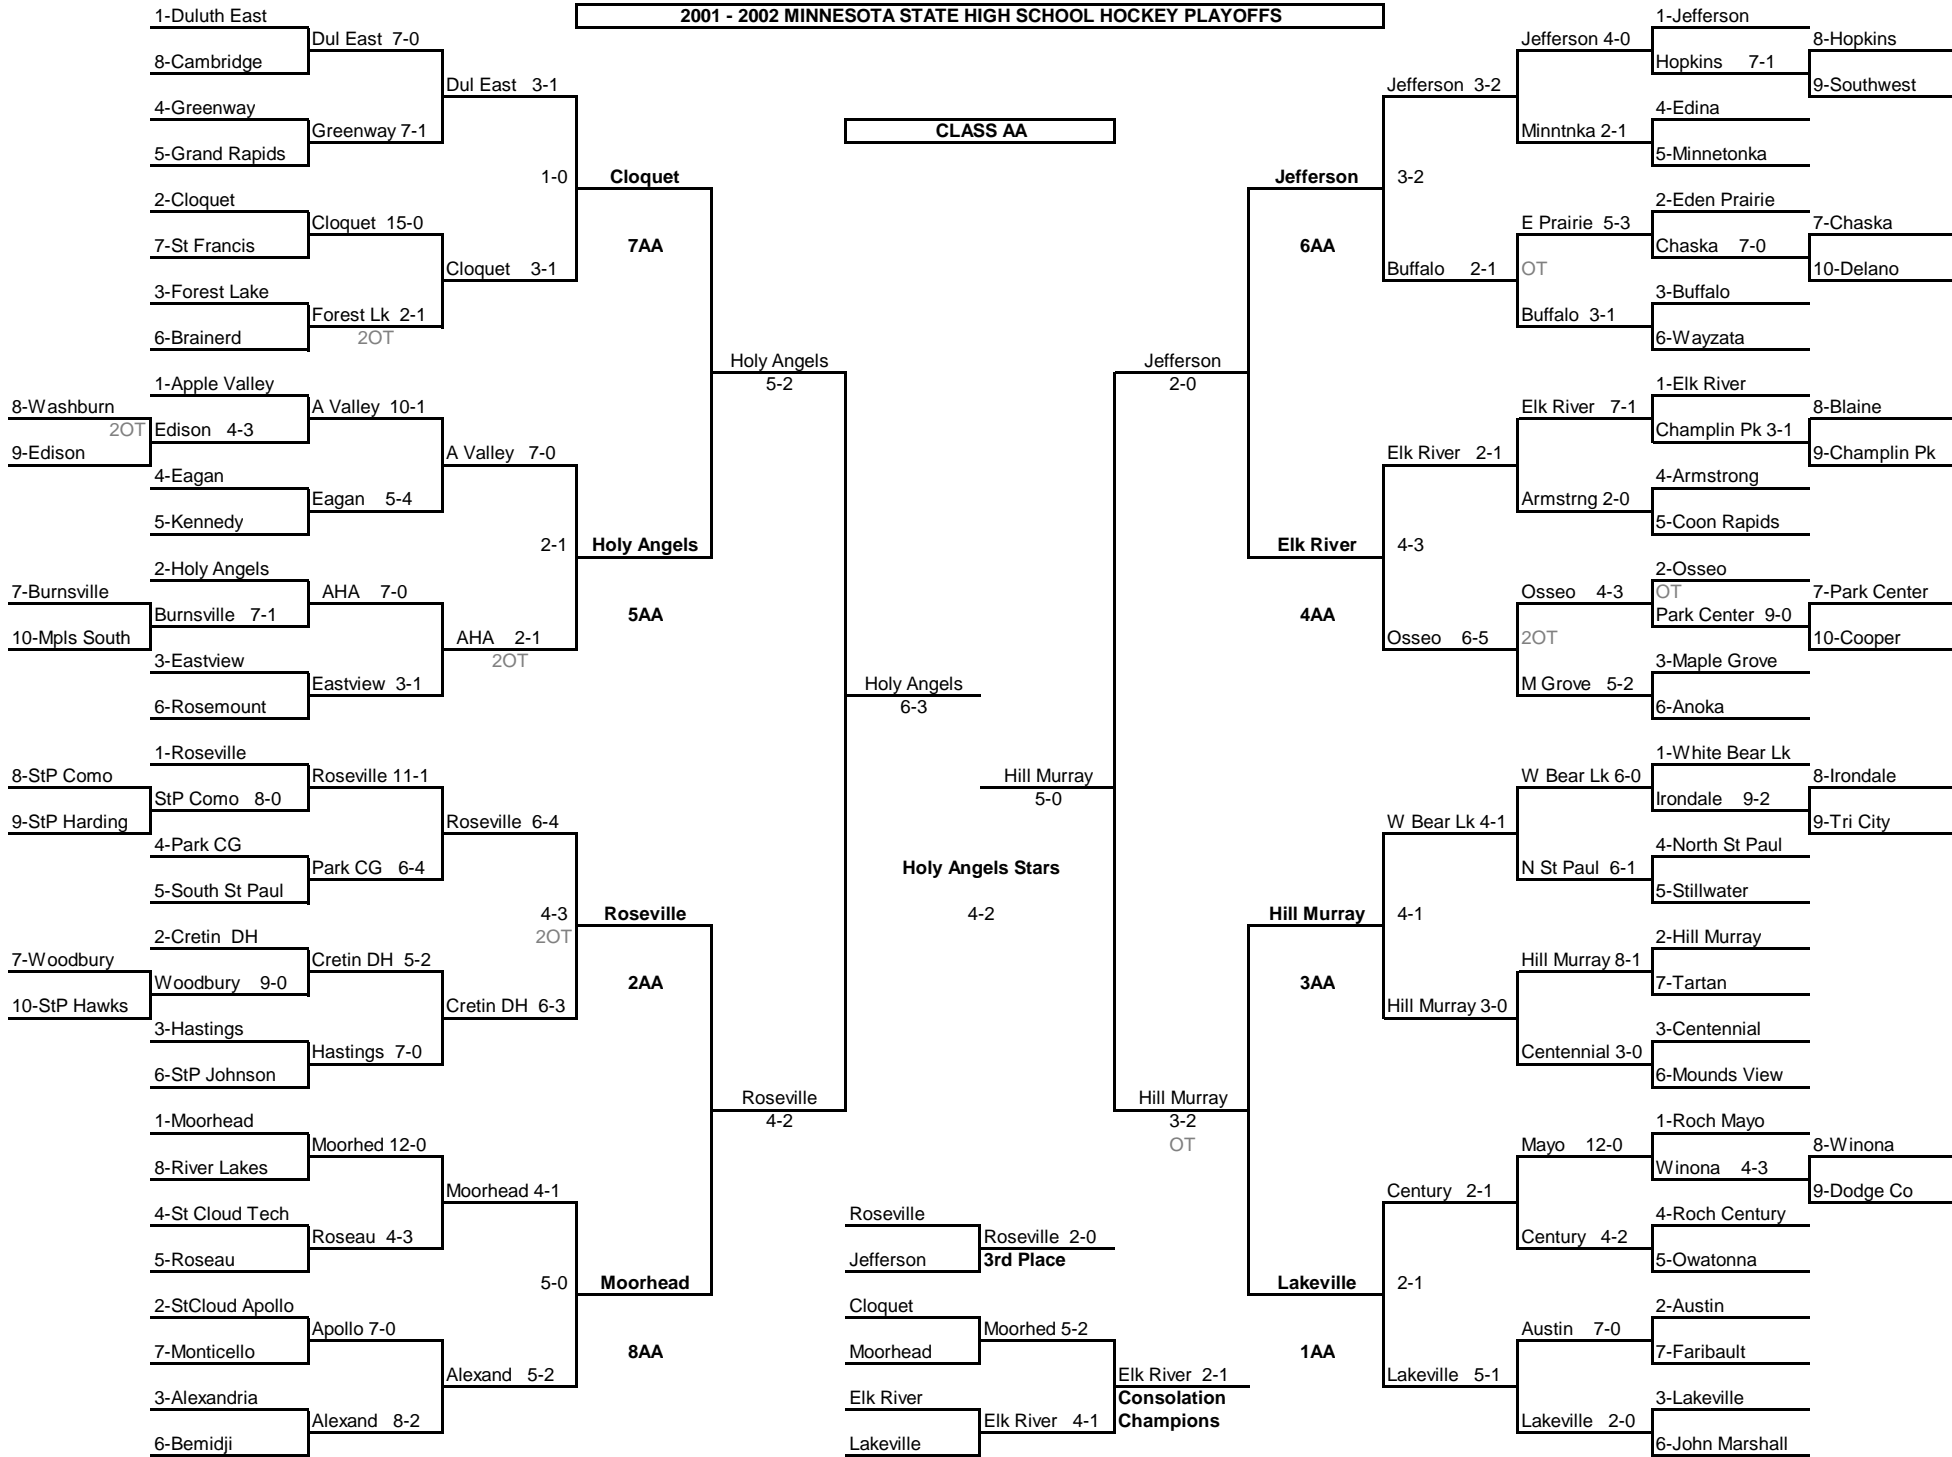 2001 - 2002 MINNESOTA STATE HIGH SCHOOL HOCKEY PLAYOFFS
CLASS AA
1-Duluth East
Dul East 7-0
8-Cambridge
Dul East 3-1
4-Greenway
Greenway 7-1
5-Grand Rapids
1-0
Cloquet
2-Cloquet
Cloquet 15-0
7-St Francis
7AA
Cloquet 3-1
3-Forest Lake
Forest Lk 2-1
6-Brainerd
2OT
Holy Angels
5-2
1-Apple Valley
8-Washburn
A Valley 10-1
2OT
Edison 4-3
9-Edison
A Valley 7-0
4-Eagan
Eagan 5-4
5-Kennedy
2-1
Holy Angels
2-Holy Angels
7-Burnsville
AHA 7-0
Burnsville 7-1
5AA
10-Mpls South
AHA 2-1
2OT
3-Eastview
Eastview 3-1
6-Rosemount
Holy Angels
6-3
1-Roseville
8-StP Como
Roseville 11-1
StP Como 8-0
9-StP Harding
Roseville 6-4
4-Park CG
Park CG 6-4
5-South St Paul
4-3
2OT
Roseville
2-Cretin DH
7-Woodbury
Cretin DH 5-2
Woodbury 9-0
2AA
10-StP Hawks
Cretin DH 6-3
3-Hastings
Hastings 7-0
6-StP Johnson
Roseville
4-2
1-Moorhead
Moorhed 12-0
8-River Lakes
Moorhead 4-1
4-St Cloud Tech
Roseau 4-3
5-Roseau
5-0
Moorhead
2-StCloud Apollo
Apollo 7-0
7-Monticello
8AA
Alexand 5-2
3-Alexandria
Alexand 8-2
6-Bemidji
Hill Murray
5-0
Holy Angels Stars
4-2
Roseville
Roseville 2-0
Jefferson
3rd Place
Cloquet
Moorhed 5-2
Moorhead
Elk River 2-1
Elk River
Consolation
Elk River 4-1
Champions
Lakeville
1-Jefferson
Jefferson 4-0
8-Hopkins
Hopkins 7-1
Jefferson 3-2
9-Southwest
4-Edina
Minntnka 2-1
5-Minnetonka
Jefferson
3-2
2-Eden Prairie
E Prairie 5-3
7-Chaska
6AA
Chaska 7-0
Buffalo 2-1
OT
10-Delano
3-Buffalo
Buffalo 3-1
6-Wayzata
Jefferson
2-0
1-Elk River
Elk River 7-1
8-Blaine
Champlin Pk 3-1
Elk River 2-1
9-Champlin Pk
4-Armstrong
Armstrng 2-0
5-Coon Rapids
Elk River
4-3
2-Osseo
Osseo 4-3
OT
7-Park Center
4AA
Park Center 9-0
Osseo 6-5
2OT
10-Cooper
3-Maple Grove
M Grove 5-2
6-Anoka
1-White Bear Lk
W Bear Lk 6-0
8-Irondale
Irondale 9-2
W Bear Lk 4-1
9-Tri City
4-North St Paul
N St Paul 6-1
5-Stillwater
Hill Murray
4-1
2-Hill Murray
Hill Murray 8-1
7-Tartan
3AA
Hill Murray 3-0
3-Centennial
Centennial 3-0
6-Mounds View
Hill Murray
3-2
OT
1-Roch Mayo
Mayo 12-0
8-Winona
Winona 4-3
Century 2-1
9-Dodge Co
4-Roch Century
Century 4-2
5-Owatonna
Lakeville
2-1
2-Austin
Austin 7-0
7-Faribault
1AA
Lakeville 5-1
3-Lakeville
Lakeville 2-0
6-John Marshall